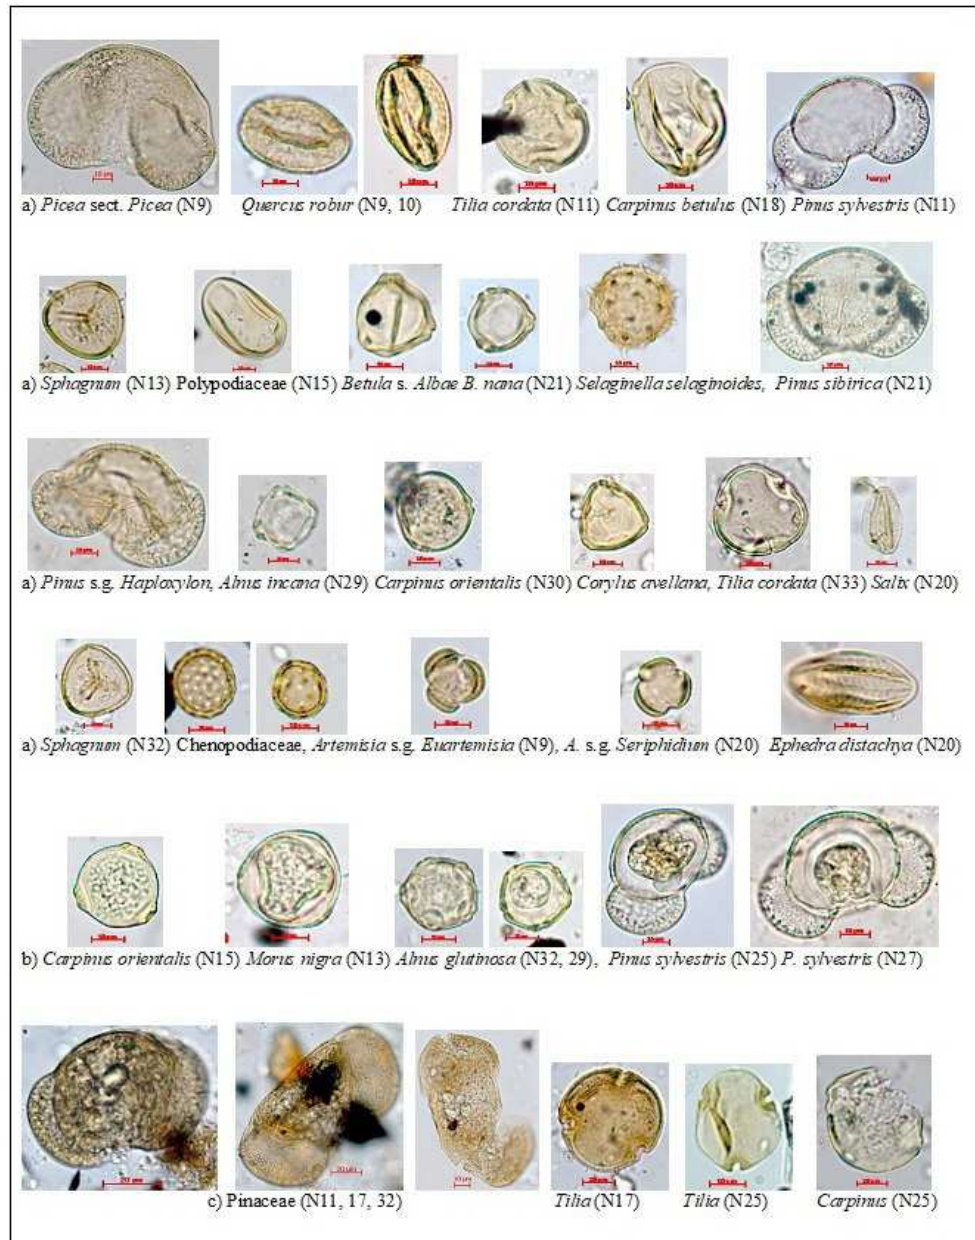 a) Picea sect. Picea (N9) Quercus robur (N9, 10) Tilia cordata (N11) Carpinus betulus (N18) Pinus sylvestris (N11)
a) Sphagnum (N13) Polypodiaceae (N15) Betula s. Albae B. nana (N21) Selaginella selaginoides, Pinus sibirica (N21)
a) Pinus s.g. Haploxylon, Alnus incana (N29) Carpinus orientalis (N30) Corylus avellana, Tilia cordata (N33) Salix (N20)
a) Sphagnum (N32) Chenopodiaceae, Artemisia s.g. Euartemisia (N9), A. s.g. Seriphidium (N20) Ephedra distachya (N20)
b) Carpinus orientalis (N15) Morus nigra (N13) Alnus glutinosa (N32, 29), Pinus sylvestris (N25) P. sylvestris (N27)
20 µm 20 µm
c) Pinaceae (N11, 17, 32) Tilia (N17) Tilia (N25) Carpinus (N25)